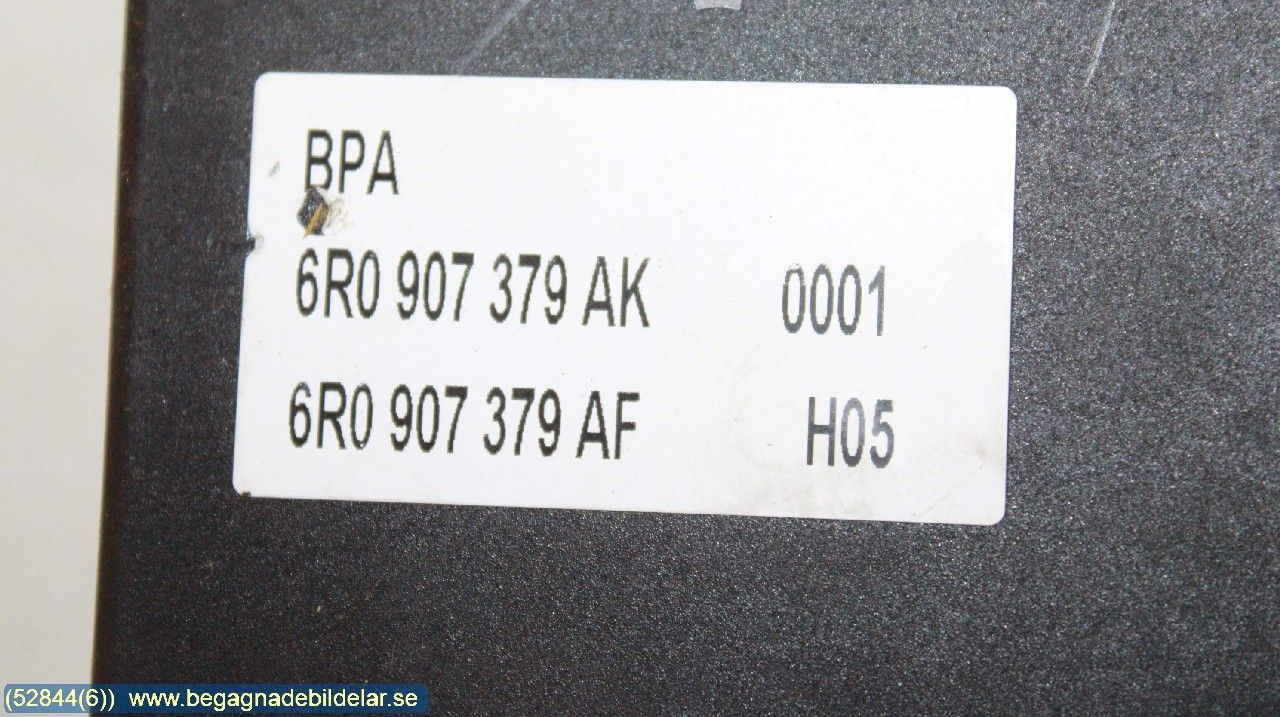 BPA
6R0 907 379 AK 0001
6R0 907 379 AF H05
(52844(6)) www.begagnadebildelar.se